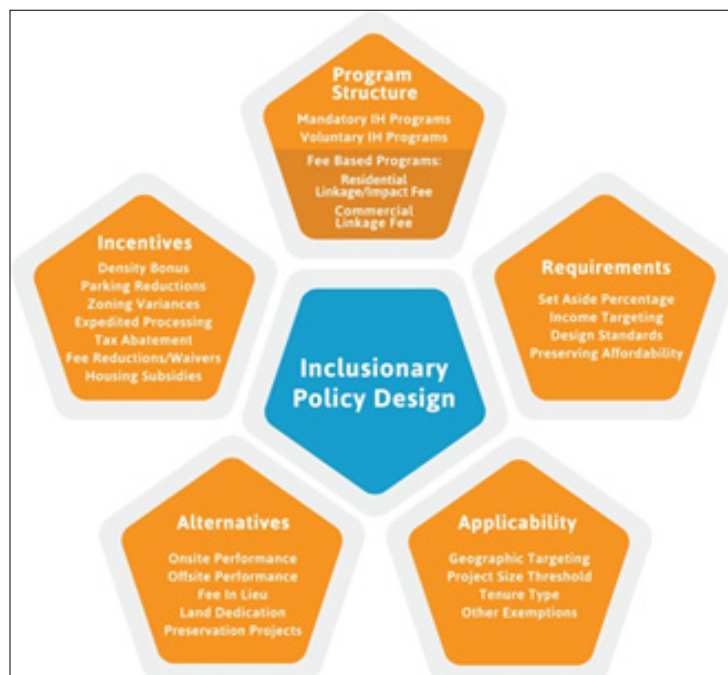 Program
Structure
Mandatory IH Programs
Voluntary IH Programs
Fee Based Programs:
Residential
Linkage/Impact Fee
Commercial
Linkage Fee
Incentives
Density Bonus
Parking Reductions
Zoning Variances
Expedited Processing
Tax Abatement
Fee Reductions/Waivers
Housing Subsidies
Requirements
Set Aside Percentage
Income Targeting
Design Standards
Preserving Affordability
Inclusionary
Policy Design
Alternatives
Onsite Performance
Offsite Performance
Fee In Lieu
Land Dedication
Preservation Projects
Applicability
Geographic Targeting
Project Size Threshold
Tenure Type
Other Exemptions